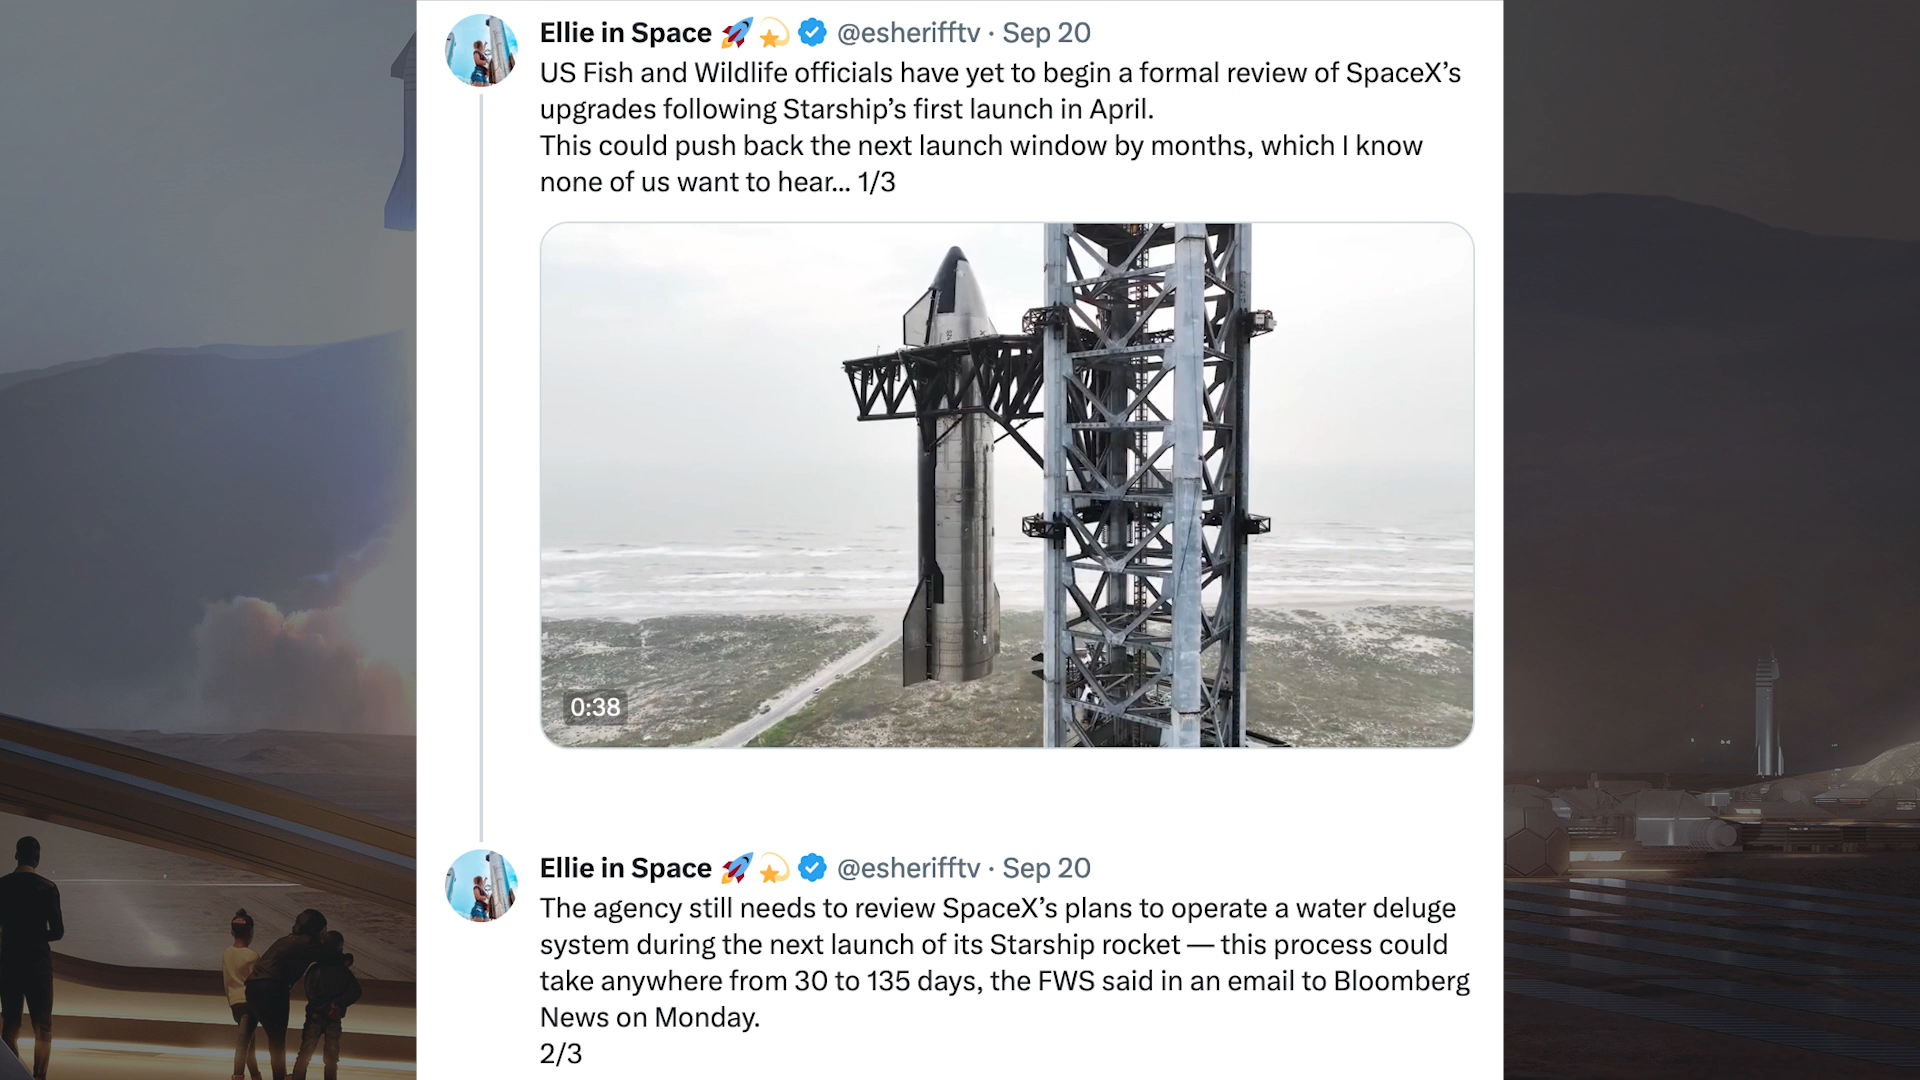 Ellie in Space 🚀💫 @esherifftv · Sep 20
US Fish and Wildlife officials have yet to begin a formal review of SpaceX’s
upgrades following Starship’s first launch in April.
This could push back the next launch window by months, which I know
none of us want to hear... 1/3
0:38
Ellie in Space 🚀💫 @esherifftv · Sep 20
The agency still needs to review SpaceX’s plans to operate a water deluge
system during the next launch of its Starship rocket — this process could
take anywhere from 30 to 135 days, the FWS said in an email to Bloomberg
News on Monday.
2/3